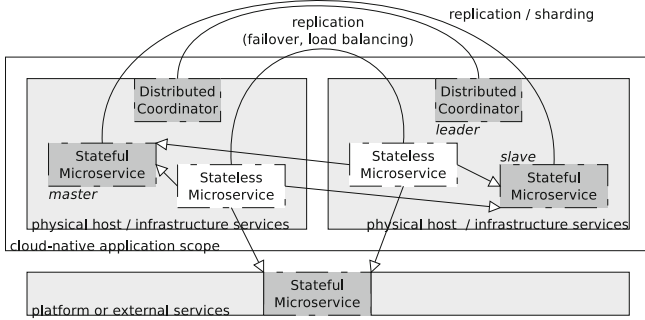 replication / sharding
replication
(failover, load balancing)
Distributed
Coordinator
Distributed
Coordinator
leader
Stateful
Microservice
master
Stateless
Microservice
Stateless
Microservice
slave
Stateful
Microservice
physical host / infrastructure services
physical host / infrastructure services
cloud-native application scope
Stateful
Microservice
platform or external services